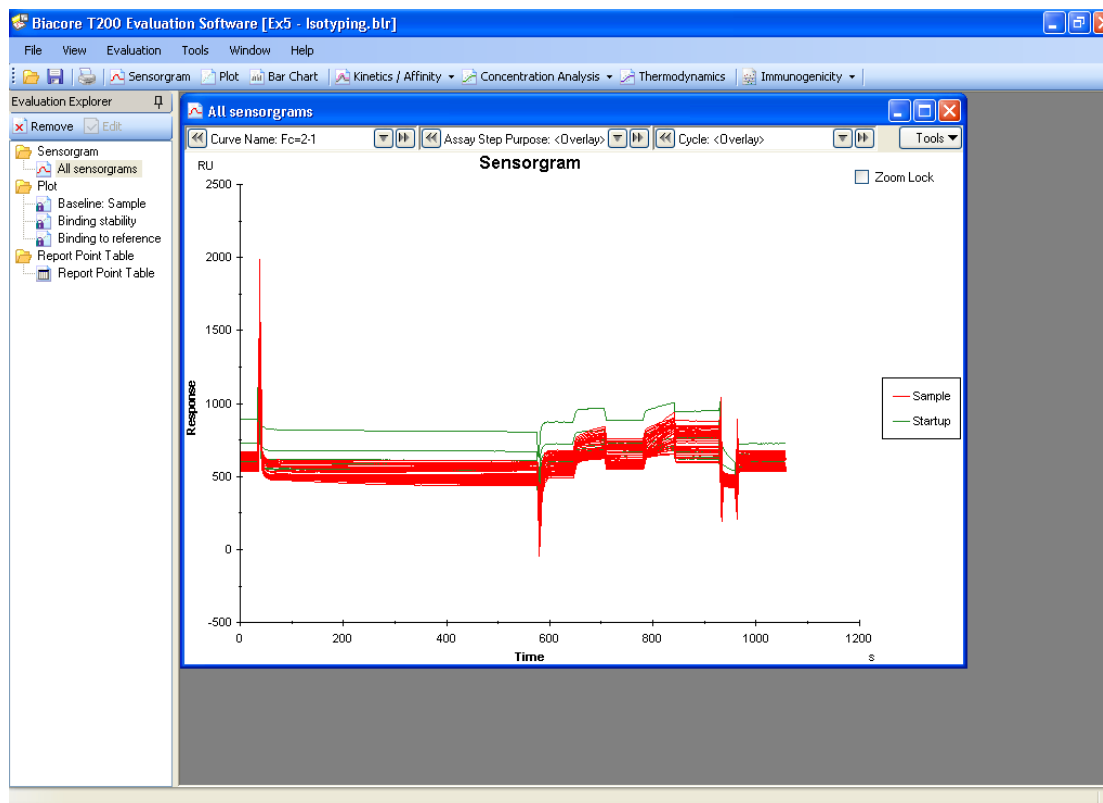 Biacore T200 Evaluation Software [Ex5 - Isotyping.blr]
File View Evaluation Tools Window Help
Sensorgram Plot Bar Chart Kinetics / Affinity Concentration Analysis Thermodynamics Immunogenicity
Evaluation Explorer
Remove Edit
Sensorgram
All sensorgrams
Plot
Baseline: Sample
Binding stability
Binding to reference
Report Point Table
Report Point Table
All sensorgrams
Curve Name: Fc=2-1 Assay Step Purpose: <Overlay> Cycle: <Overlay> Tools
Sensorgram
RU
Zoom Lock
2500
2000
1500
1000
500
0
-500
Response
0 200 400 600 800 1000 1200
Time
s
Sample
Startup